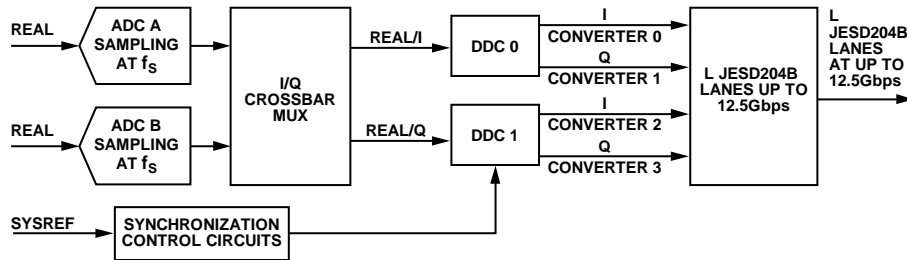 REAL
ADC A
SAMPLING
AT fS
I/Q
CROSSBAR
MUX
REAL/I
DDC 0
I
CONVERTER 0
Q
CONVERTER 1
L JESD204B
LANES UP TO
12.5Gbps
L
JESD204B
LANES
AT UP TO
12.5Gbps
REAL
ADC B
SAMPLING
AT fS
REAL/Q
DDC 1
I
CONVERTER 2
Q
CONVERTER 3
SYSREF
SYNCHRONIZATION
CONTROL CIRCUITS